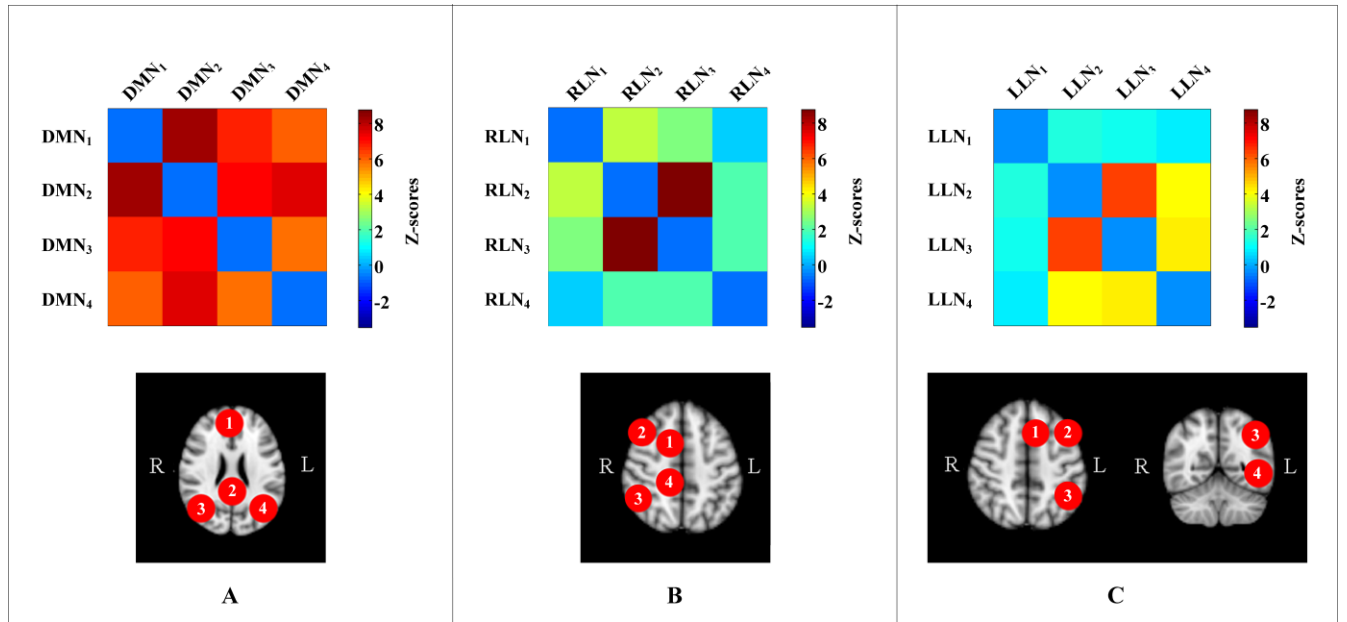 DMN₁ DMN₂ DMN₃ DMN₄
DMN₁
DMN₂
DMN₃
DMN₄
8
6
4
2
0
-2
Z-scores
1
2
3
4
R
L
A
RLN₁ RLN₂ RLN₃ RLN₄
RLN₁
RLN₂
RLN₃
RLN₄
8
6
4
2
0
-2
Z-scores
2
1
4
3
R
L
B
LLN₁ LLN₂ LLN₃ LLN₄
LLN₁
LLN₂
LLN₃
LLN₄
8
6
4
2
0
-2
Z-scores
1
2
3
R
L
3
4
R
L
C